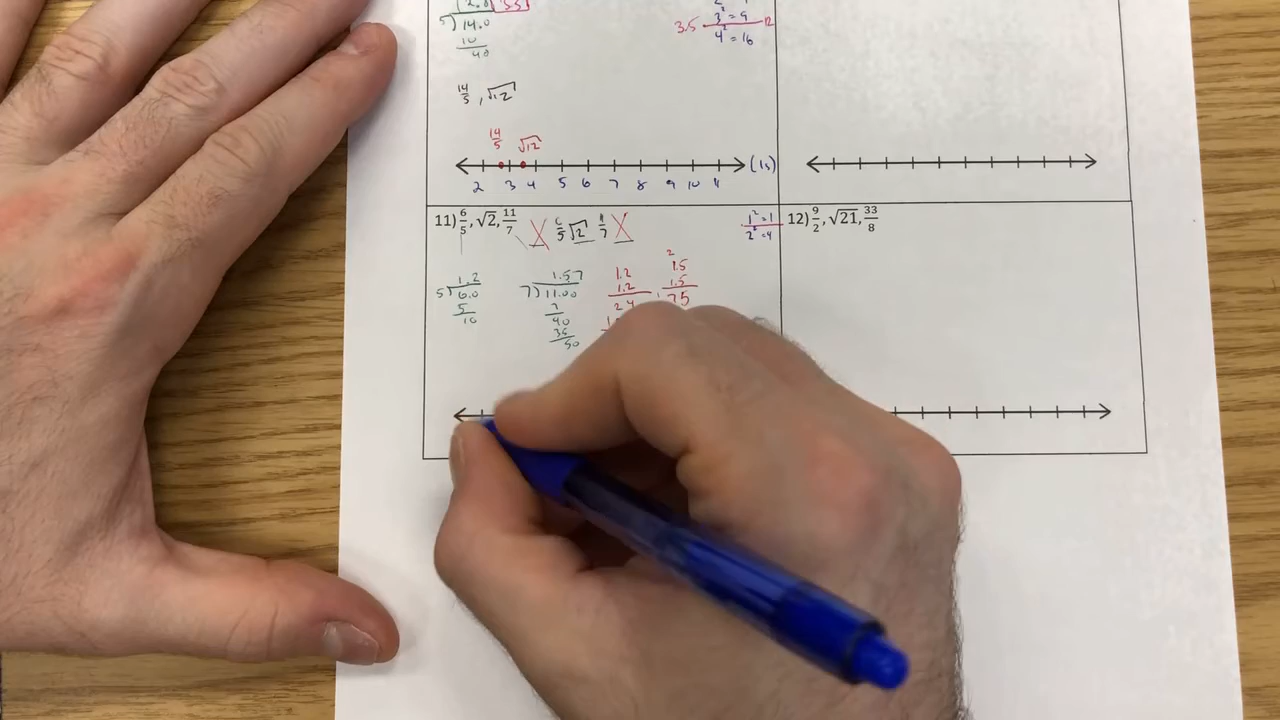 5)14.0
10
40
3² = 9
3.5 12
4² = 16
14/5, √12
14/5 √12
2 3 4 5 6 7 8 9 10 11 (1s)
11) 6/5, √2, 11/7
X 6/5 √2 11/7 X
1² = 1
2² = 4
1.2
5)6.0
5
10
1.57
7)11.00
7
40
35
50
1.2
1.2
24
2
1.5
1.5
75
12) 9/2, √21, 33/8